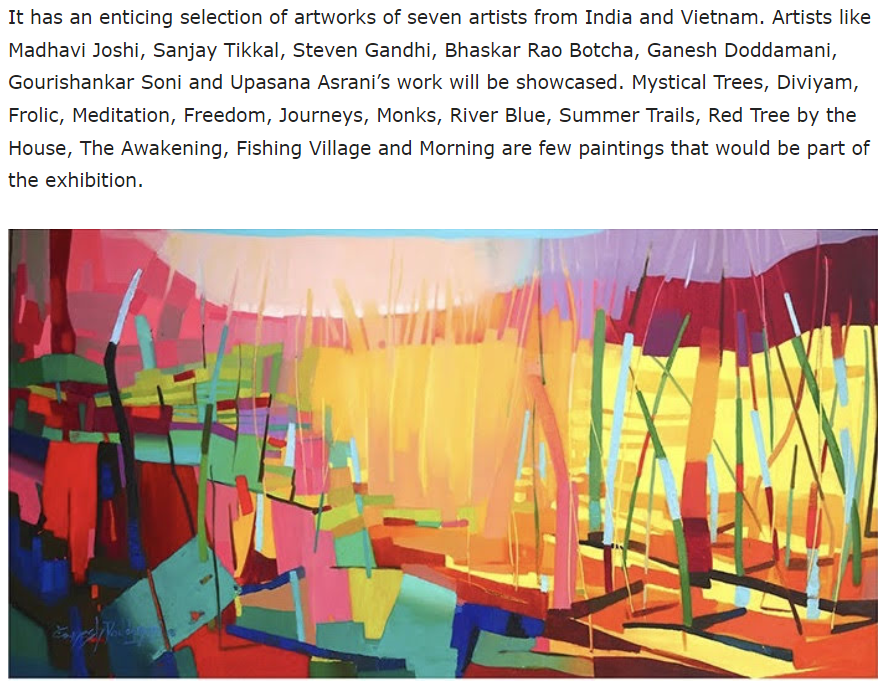 It has an enticing selection of artworks of seven artists from India and Vietnam. Artists like
Madhavi Joshi, Sanjay Tikkal, Steven Gandhi, Bhaskar Rao Botcha, Ganesh Doddamani,
Gourishankar Soni and Upasana Asrani’s work will be showcased. Mystical Trees, Diviyam,
Frolic, Meditation, Freedom, Journeys, Monks, River Blue, Summer Trails, Red Tree by the
House, The Awakening, Fishing Village and Morning are few paintings that would be part of
the exhibition.